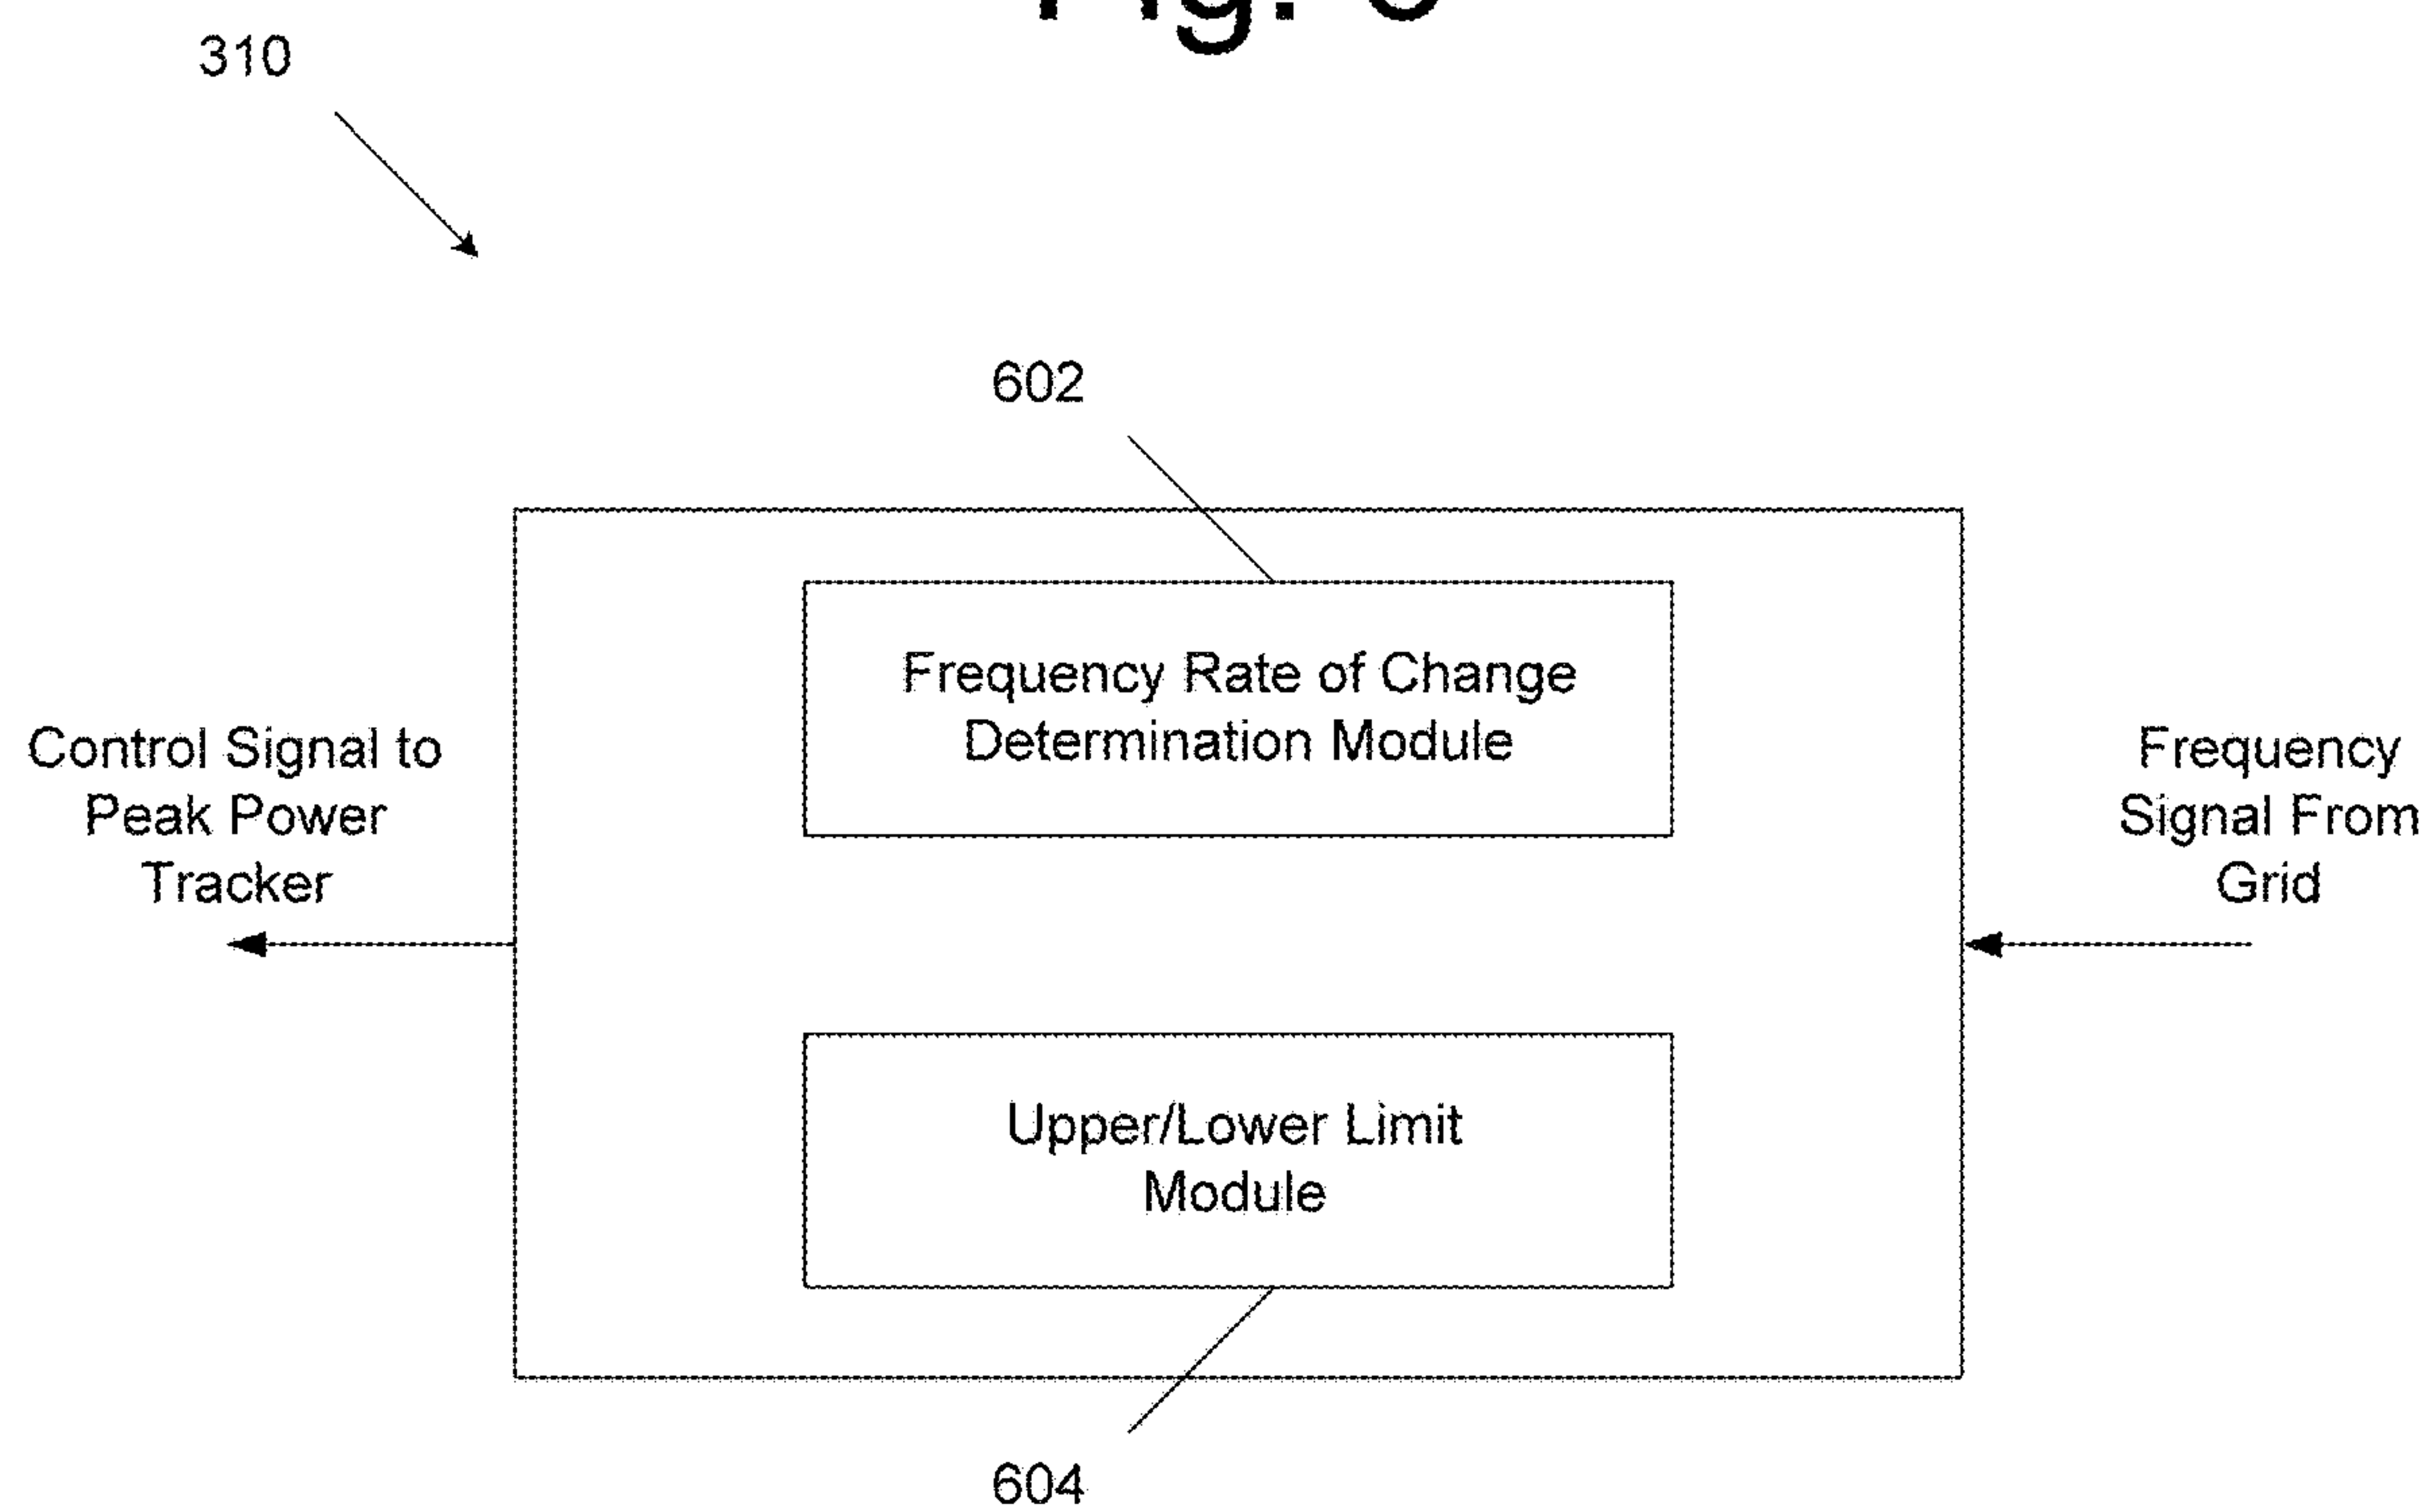 Fig.
310
602
Frequency Rate of Change
Determination Module
Control Signal to
Peak Power
Tracker
Frequency
Signal From
Grid
Upper/Lower Limit
Module
604